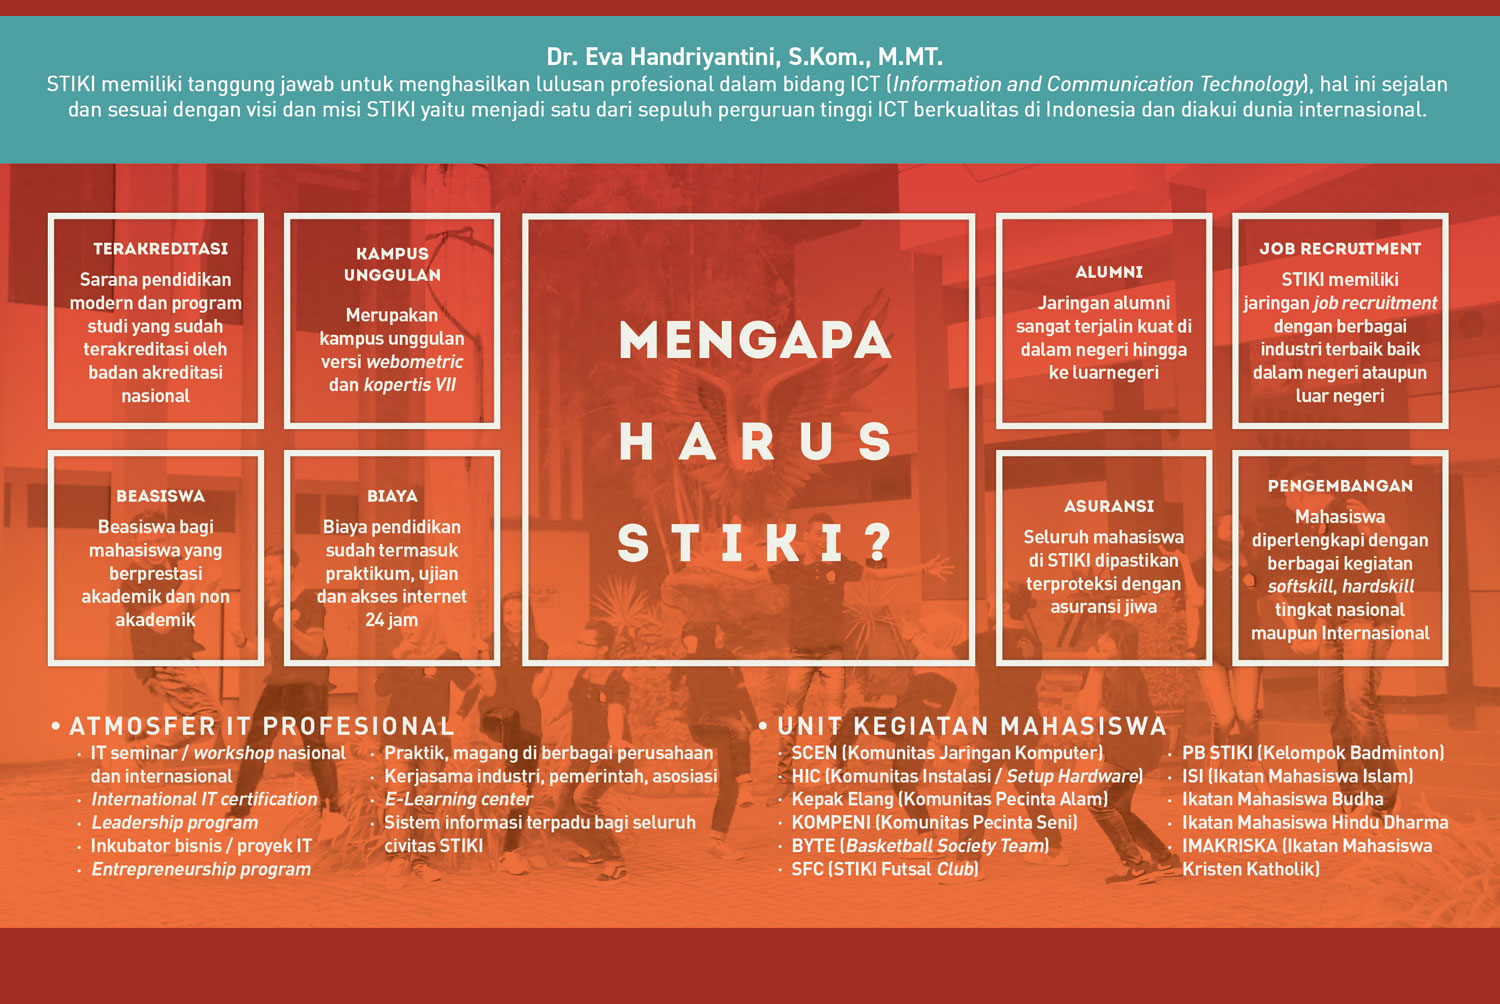 Dr. Eva Handriyantini, S.Kom., M.MT.
STIKI memiliki tanggung jawab untuk menghasilkan lulusan profesional dalam bidang ICT (Information and Communication Technology), hal ini sejalan
dan sesuai dengan visi dan misi STIKI yaitu menjadi satu dari sepuluh perguruan tinggi ICT berkualitas di Indonesia dan diakui dunia internasional.
TERAKREDITASI
Sarana pendidikan
modern dan program
studi yang sudah
terakreditasi oleh
badan akreditasi
nasional
KAMPUS
UNGGULAN
Merupakan
kampus unggulan
versi webometric
dan kopertis VII
BEASISWA
Beasiswa bagi
mahasiswa yang
berprestasi
akademik dan non
akademik
BIAYA
Biaya pendidikan
sudah termasuk
praktikum, ujian
dan akses internet
24 jam
MENGAPA
HARUS
STIKI?
ALUMNI
Jaringan alumni
sangat terjalin kuat di
dalam negeri hingga
ke luarnegeri
JOB RECRUITMENT
STIKI memiliki
jaringan job recruitment
dengan berbagai
industri terbaik baik
dalam negeri ataupun
luar negeri
ASURANSI
Seluruh mahasiswa
di STIKI dipastikan
terproteksi dengan
asuransi jiwa
PENGEMBANGAN
Mahasiswa
diperlengkapi dengan
berbagai kegiatan
softskill, hardskill
tingkat nasional
maupun Internasional
• ATMOSFER IT PROFESIONAL
· IT seminar / workshop nasional
dan internasional
· International IT certification
· Leadership program
· Inkubator bisnis / proyek IT
· Entrepreneurship program
· Praktik, magang di berbagai perusahaan
· Kerjasama industri, pemerintah, asosiasi
· E-Learning center
· Sistem informasi terpadu bagi seluruh
civitas STIKI
• UNIT KEGIATAN MAHASISWA
· SCEN (Komunitas Jaringan Komputer)
· HIC (Komunitas Instalasi / Setup Hardware)
· Kepak Elang (Komunitas Pecinta Alam)
· KOMPENI (Komunitas Pecinta Seni)
· BYTE (Basketball Society Team)
· SFC (STIKI Futsal Club)
· PB STIKI (Kelompok Badminton)
· ISI (Ikatan Mahasiswa Islam)
· Ikatan Mahasiswa Budha
· Ikatan Mahasiswa Hindu Dharma
· IMAKRISKA (Ikatan Mahasiswa
Kristen Katholik)